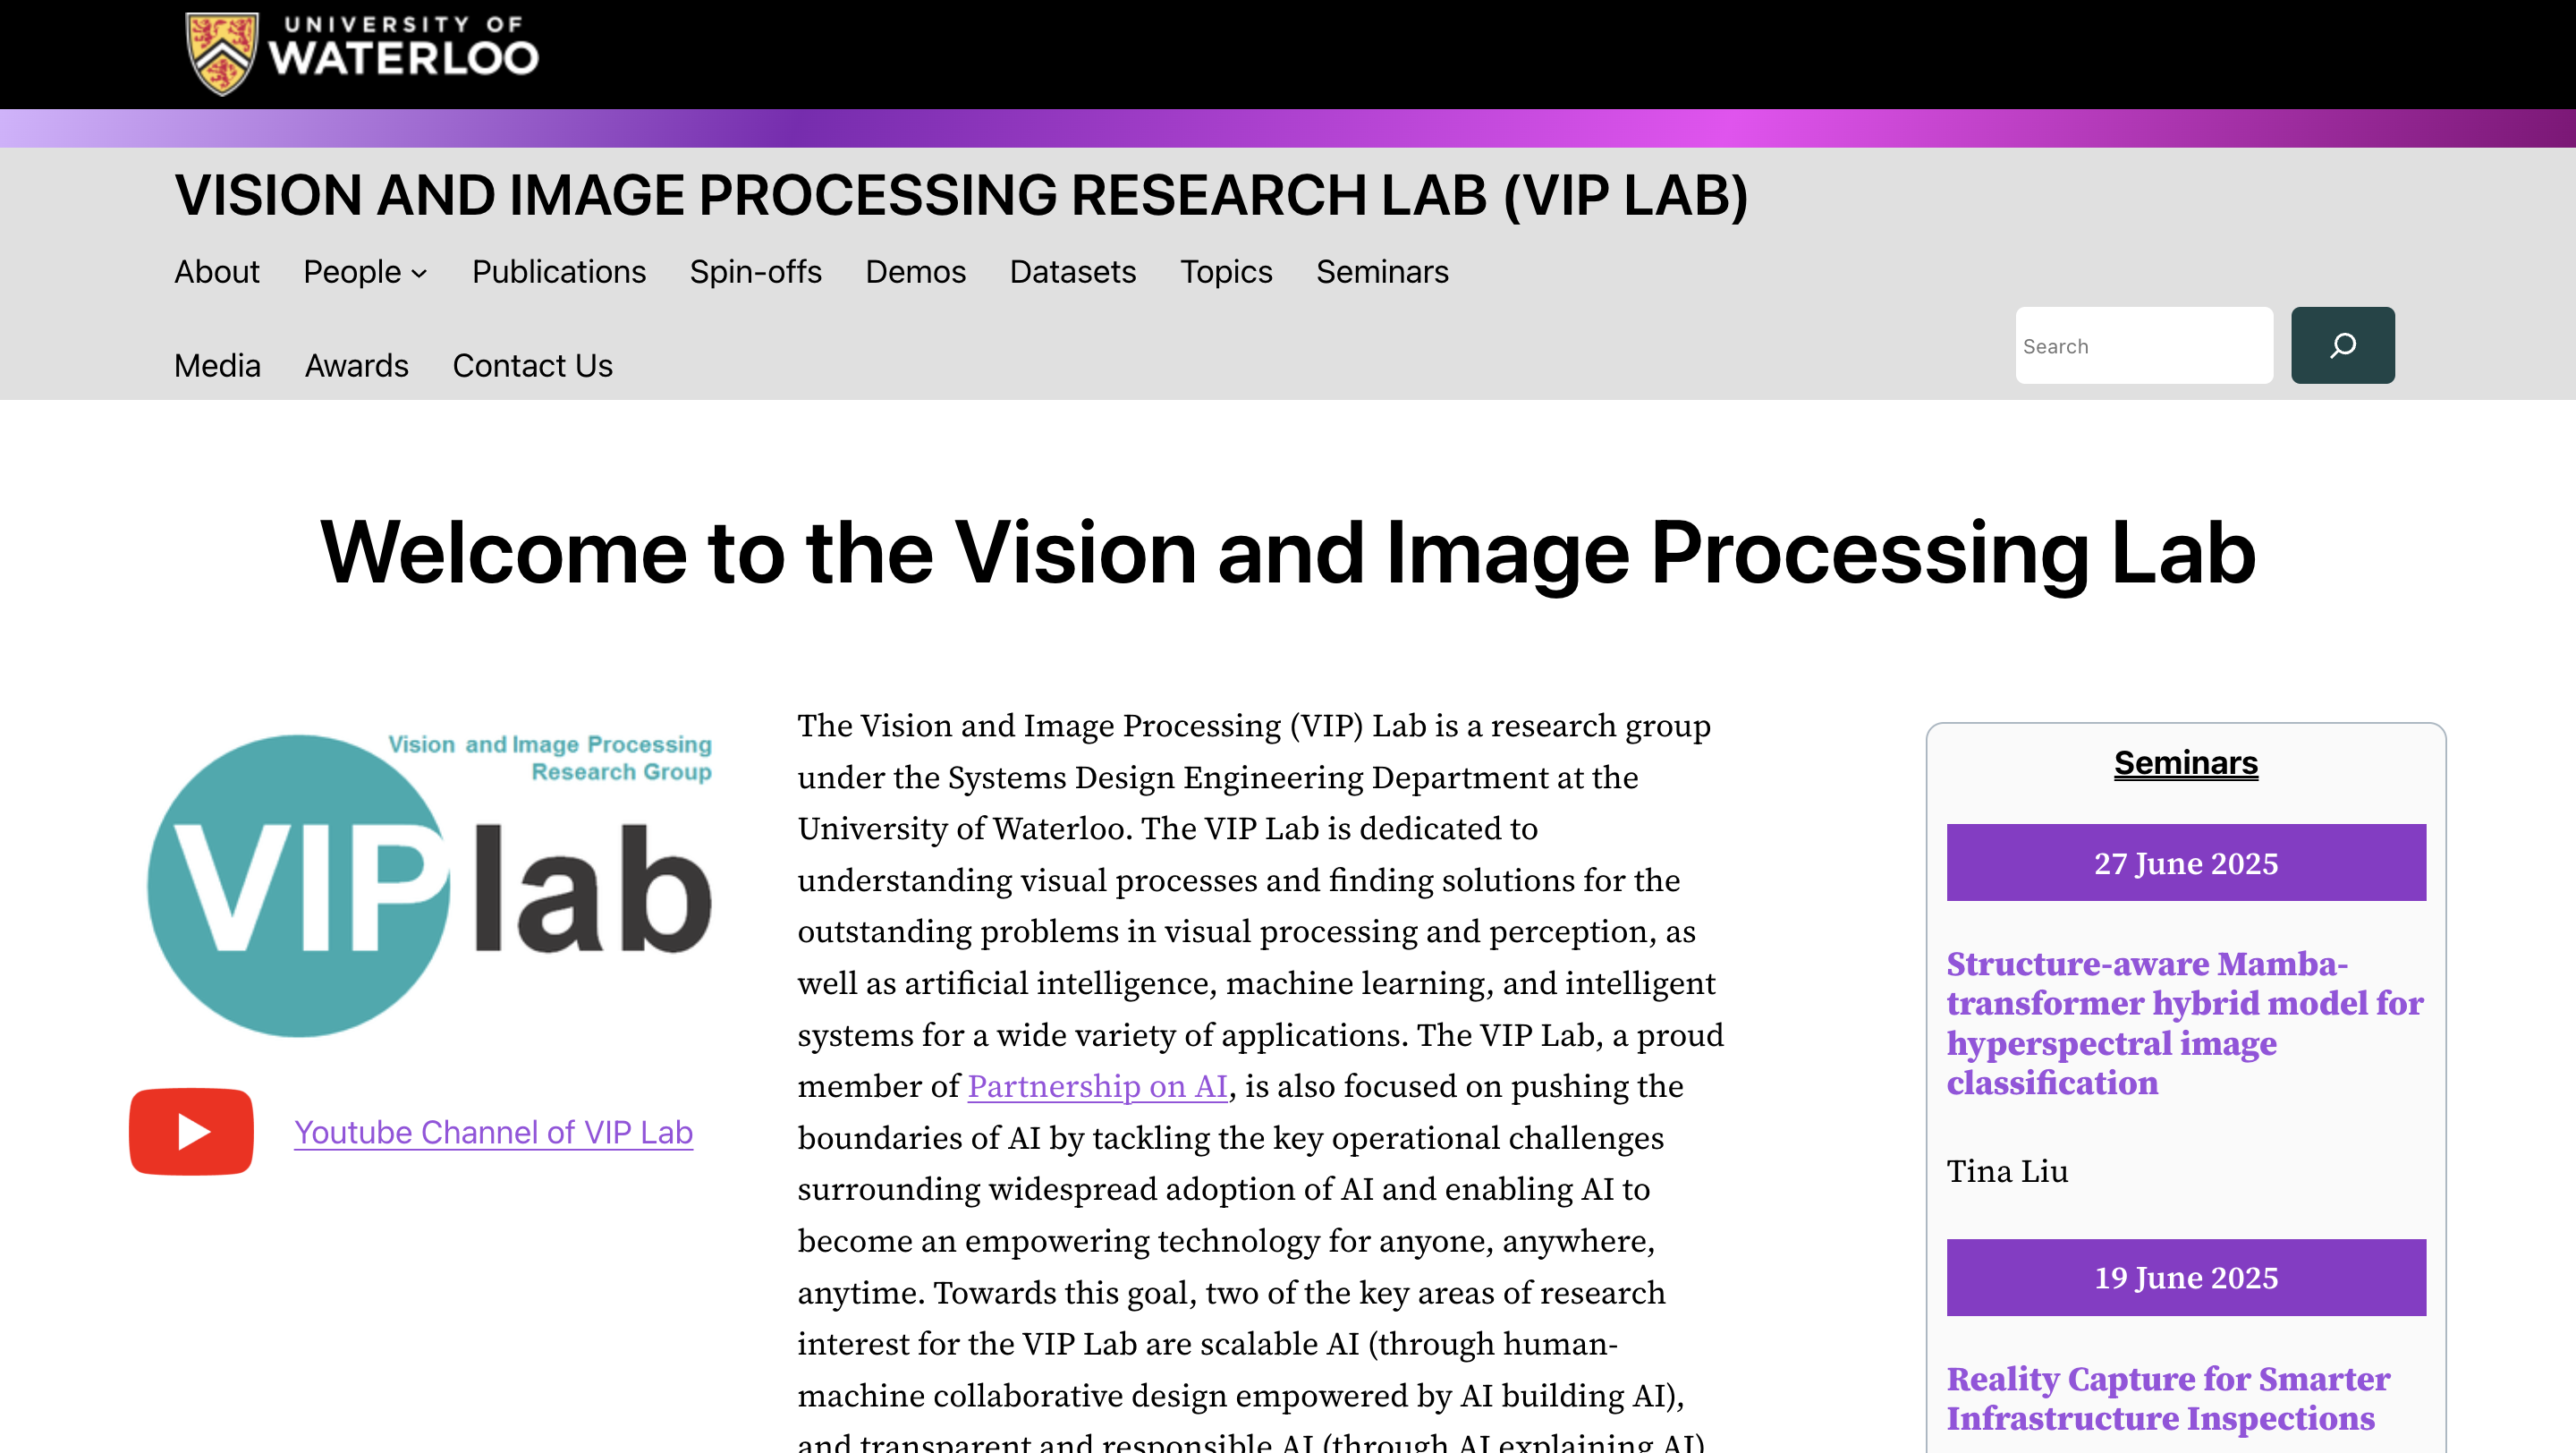 UNIVERSITY OF
WATERLOO
VISION AND IMAGE PROCESSING RESEARCH LAB (VIP LAB)
About People Publications Spin-offs Demos Datasets Topics Seminars
Media Awards Contact Us
Search
Welcome to the Vision and Image Processing Lab
Vision and Image Processing
Research Group
VIPlab
Youtube Channel of VIP Lab
The Vision and Image Processing (VIP) Lab is a research group
under the Systems Design Engineering Department at the
University of Waterloo. The VIP Lab is dedicated to
understanding visual processes and finding solutions for the
outstanding problems in visual processing and perception, as
well as artificial intelligence, machine learning, and intelligent
systems for a wide variety of applications. The VIP Lab, a proud
member of Partnership on AI, is also focused on pushing the
boundaries of AI by tackling the key operational challenges
surrounding widespread adoption of AI and enabling AI to
become an empowering technology for anyone, anywhere,
anytime. Towards this goal, two of the key areas of research
interest for the VIP Lab are scalable AI (through human-
machine collaborative design empowered by AI building AI),
and transparent and responsible AI (through AI explaining AI)
Seminars
27 June 2025
Structure-aware Mamba-
transformer hybrid model for
hyperspectral image
classification
Tina Liu
19 June 2025
Reality Capture for Smarter
Infrastructure Inspections